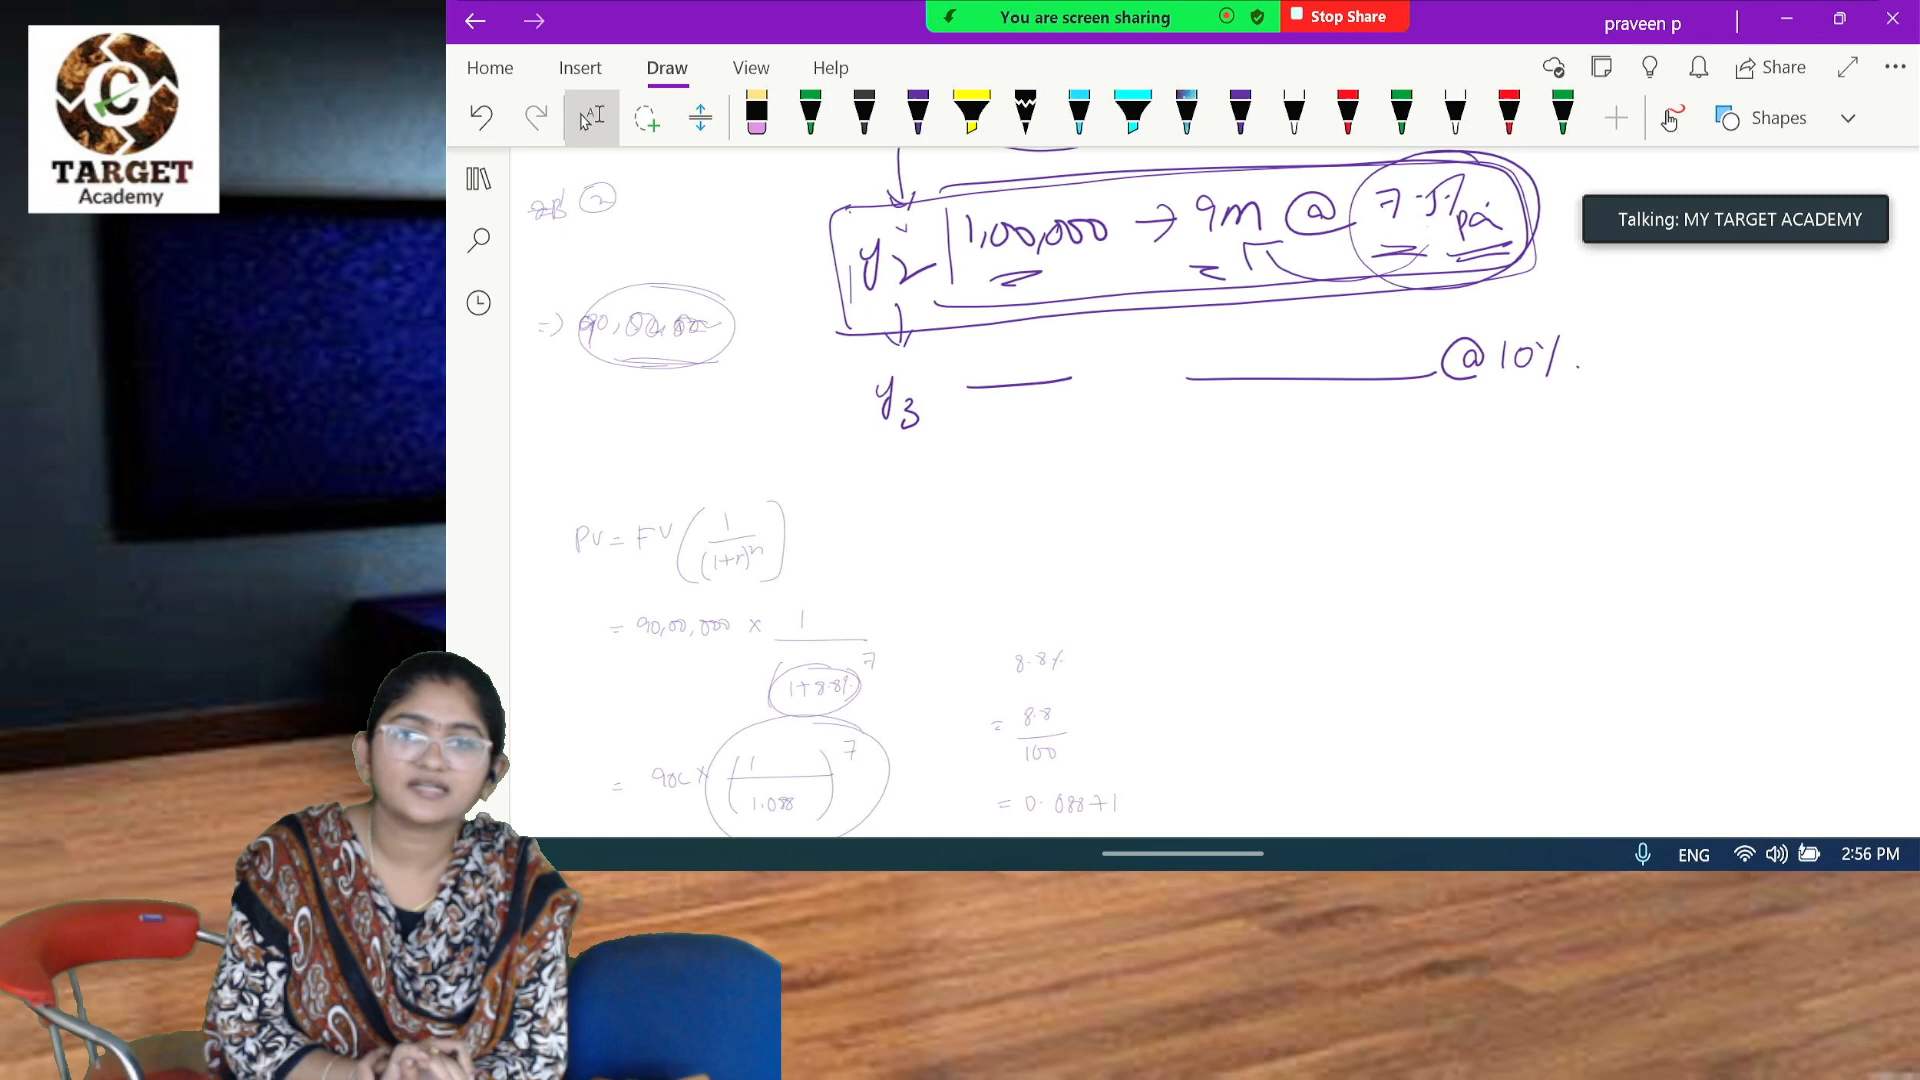 C
TARGET
Academy
You are screen sharing
Stop Share
praveen p
Home Insert Draw View Help
Share
Shapes
Talking: MY TARGET ACADEMY
2
y2 1,00,000 → 9m @ 7.5% pa
=) 90,00,000
y3 @ 10%.
PV = FV (1/(1+r)^n)
= 90,00,000 × 1
(1+8.8%)^7
8.8%
= 8.8
100
= 90L × (1/1.088)^7
= 0.08871
ENG 2:56 PM